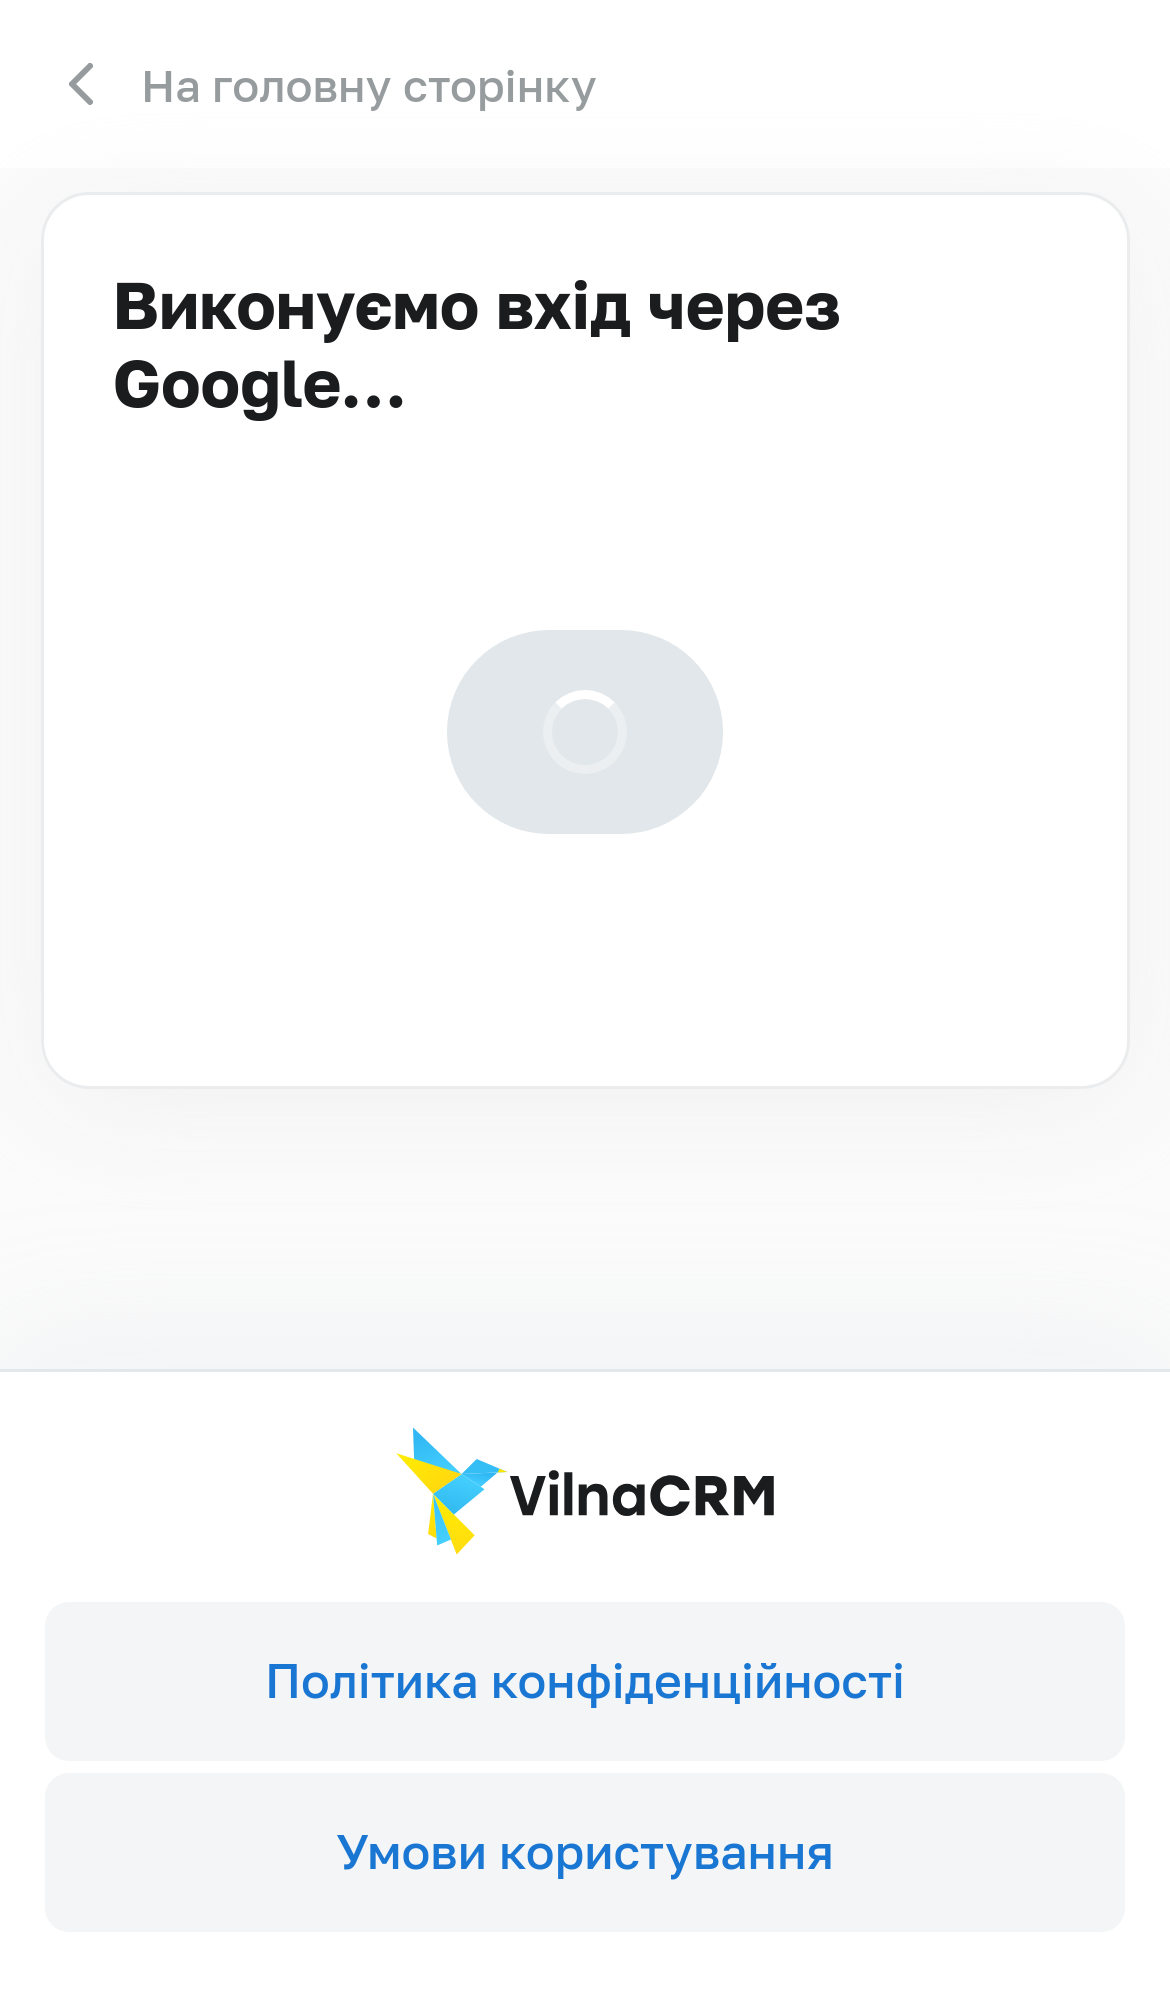 На головну сторінку
Виконуємо вхід через
Google...
VilnaCRM
Політика конфіденційності
Умови користування